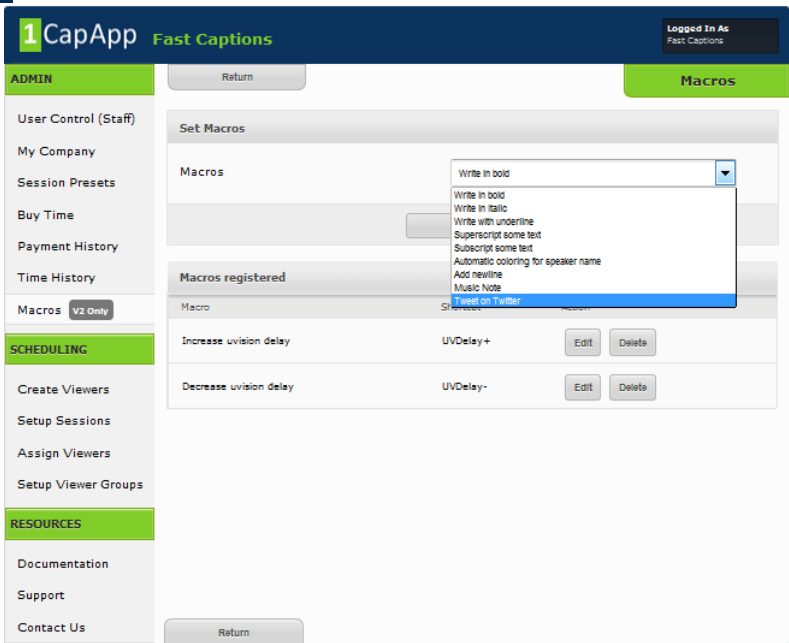 1CapApp Fast Captions
Logged In As
Fast Captions
ADMIN
User Control (Staff)
My Company
Session Presets
Buy Time
Payment History
Time History
Macros V2 Only
SCHEDULING
Create Viewers
Setup Sessions
Assign Viewers
Setup Viewer Groups
RESOURCES
Documentation
Support
Contact Us
Return
Macros
Set Macros
Macros
Write in bold
Write in bold
Write in italic
Write with underline
Superscript some text
Subscript some text
Automatic coloring for speaker name
Add newline
Music Note
Tweet on Twitter
Macros registered
Macro
Increase uvision delay UVDelay+ Edit Delete
Decrease uvision delay UVDelay- Edit Delete
Return